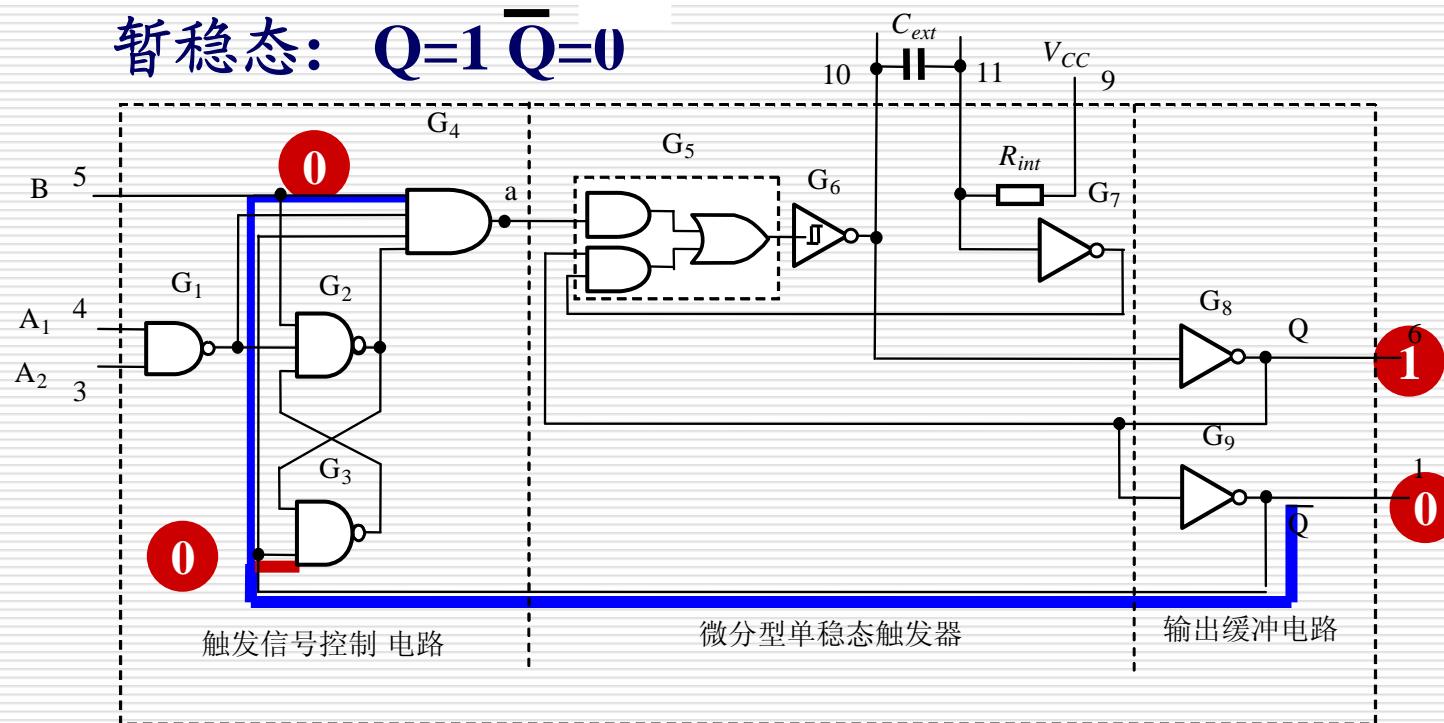 暂稳态: Q=1 Q̅=0
C_ext
10
11
V_CC
9
G₄
G₅
G₆
R_int
G₇
0
B
5
a
G₁
G₂
A₁
4
A₂
3
G₈
Q
6
1
G₃
G₉
1
0
Q̅
0
触发信号控制 电路
微分型单稳态触发器
输出缓冲电路